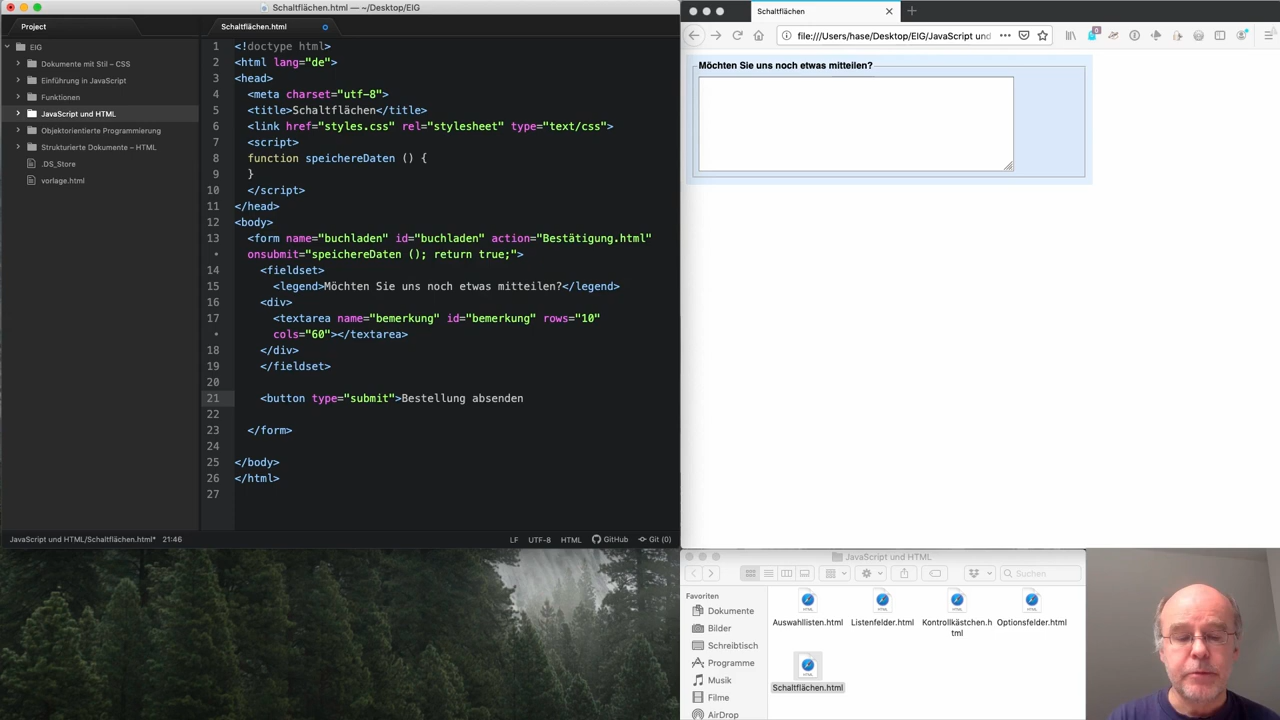 Schaltflächen.html — ~/Desktop/EIG
Project
EIG
Dokumente mit Stil – CSS
Einführung in JavaScript
Funktionen
JavaScript und HTML
Objektorientierte Programmierung
Strukturierte Dokumente – HTML
.DS_Store
vorlage.html
Schaltflächen.html
1 <!doctype html>
2 <html lang="de">
3 <head>
4 <meta charset="utf-8">
5 <title>Schaltflächen</title>
6 <link href="styles.css" rel="stylesheet" type="text/css">
7 <script>
8 function speichereDaten () {
9 }
10 </script>
11 </head>
12 <body>
13 <form name="buchladen" id="buchladen" action="Bestätigung.html"
• onsubmit="speichereDaten (); return true;">
14 <fieldset>
15 <legend>Möchten Sie uns noch etwas mitteilen?</legend>
16 <div>
17 <textarea name="bemerkung" id="bemerkung" rows="10"
• cols="60"></textarea>
18 </div>
19 </fieldset>
20
21 <button type="submit">Bestellung absenden
22
23 </form>
24
25 </body>
26 </html>
27
JavaScript und HTML/Schaltflächen.html* 21:46
LF UTF-8 HTML GitHub Git (0)
Schaltflächen
file:///Users/hase/Desktop/EIG/JavaScript und
0
Möchten Sie uns noch etwas mitteilen?
JavaScript und HTML
Suchen
Favoriten
Dokumente
Bilder
Schreibtisch
Programme
Musik
Filme
AirDrop
HTML HTML HTML HTML
Auswahllisten.html Listenfelder.html Kontrollkästchen.h Optionsfelder.html
tml
HTML
Schaltflächen.html